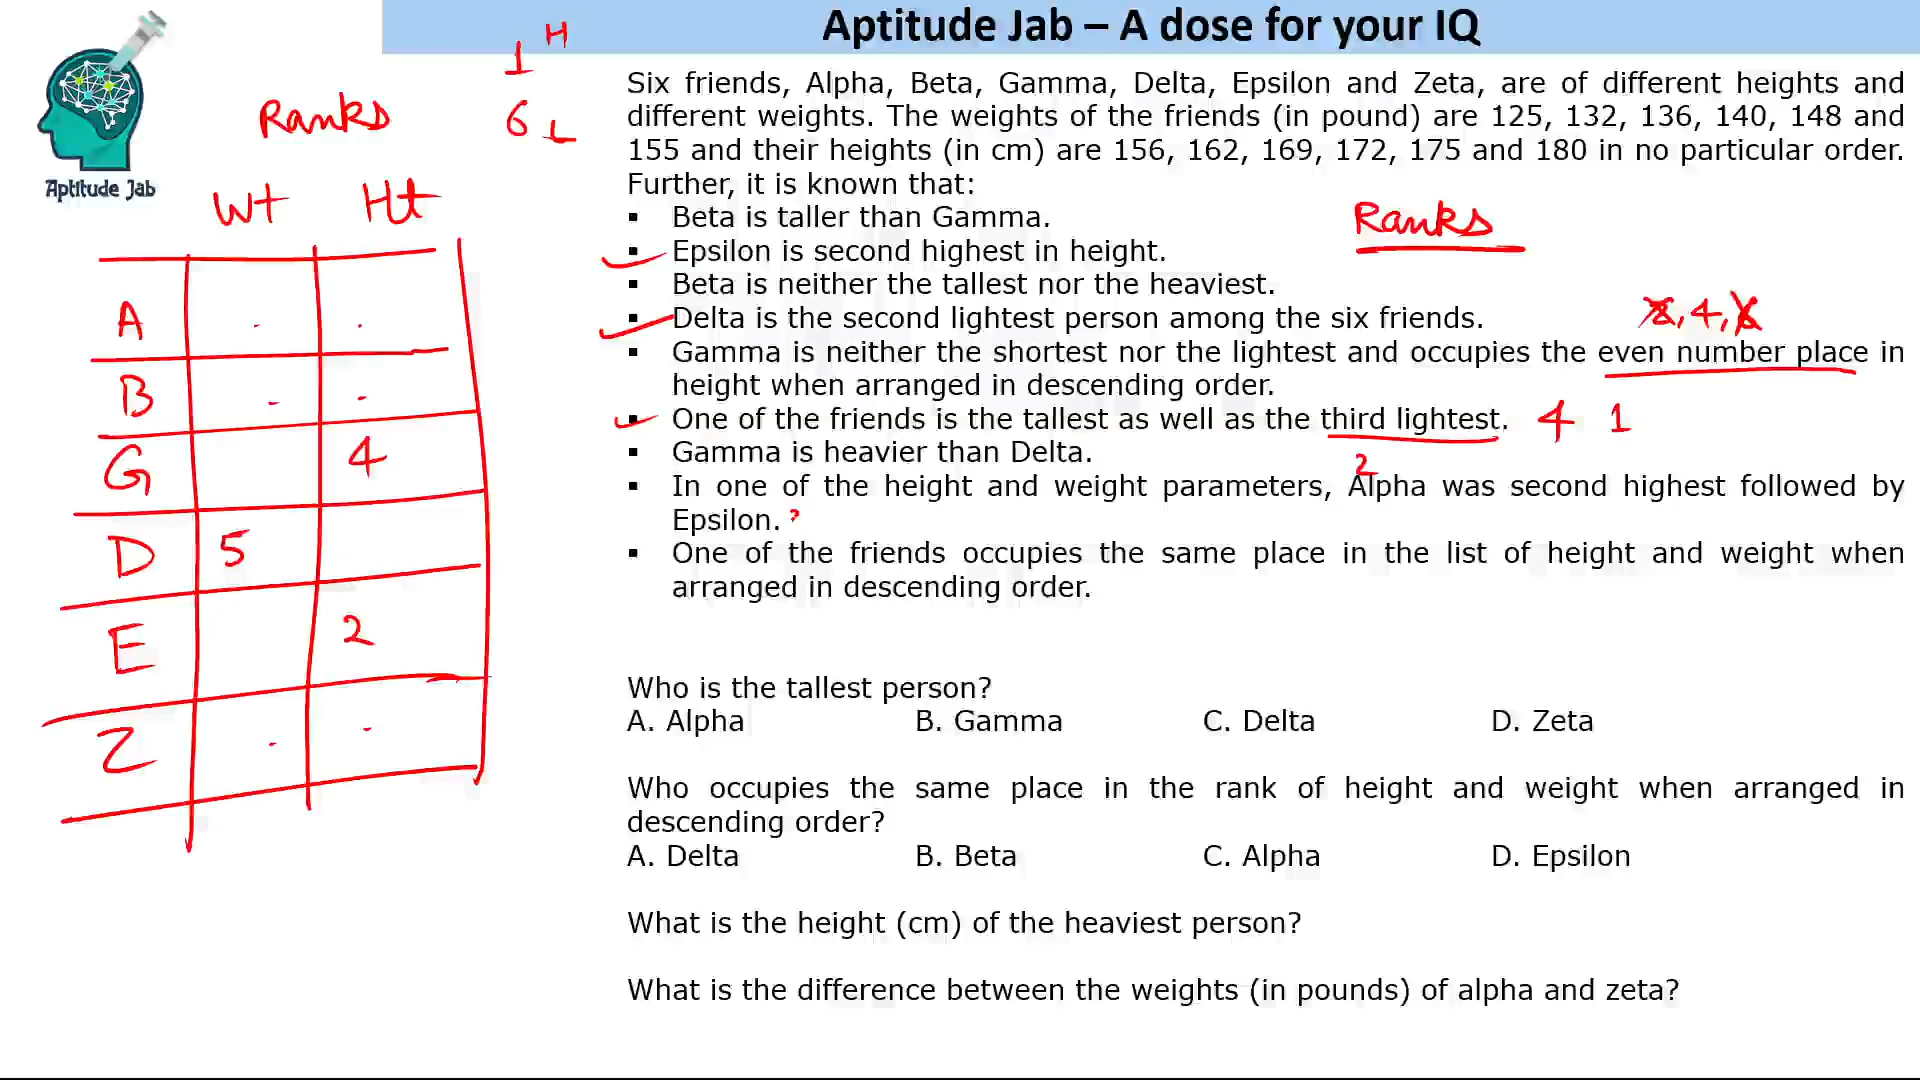 Aptitude Jab – A dose for your IQ
1 H
6 L
Aptitude Jab
Ranks
Wt Ht
A . .
B . .
G 4
D 5
E 2
Z . .
Six friends, Alpha, Beta, Gamma, Delta, Epsilon and Zeta, are of different heights and
different weights. The weights of the friends (in pound) are 125, 132, 136, 140, 148 and
155 and their heights (in cm) are 156, 162, 169, 172, 175 and 180 in no particular order.
Further, it is known that:
▪ Beta is taller than Gamma.
Ranks
▪ Epsilon is second highest in height.
▪ Beta is neither the tallest nor the heaviest.
▪ Delta is the second lightest person among the six friends.
2, 4, 6
▪ Gamma is neither the shortest nor the lightest and occupies the even number place in
height when arranged in descending order.
▪ One of the friends is the tallest as well as the third lightest. 4 1
▪ Gamma is heavier than Delta.
2
▪ In one of the height and weight parameters, Alpha was second highest followed by
Epsilon. 3
▪ One of the friends occupies the same place in the list of height and weight when
arranged in descending order.
Who is the tallest person?
A. Alpha B. Gamma C. Delta D. Zeta
Who occupies the same place in the rank of height and weight when arranged in
descending order?
A. Delta B. Beta C. Alpha D. Epsilon
What is the height (cm) of the heaviest person?
What is the difference between the weights (in pounds) of alpha and zeta?